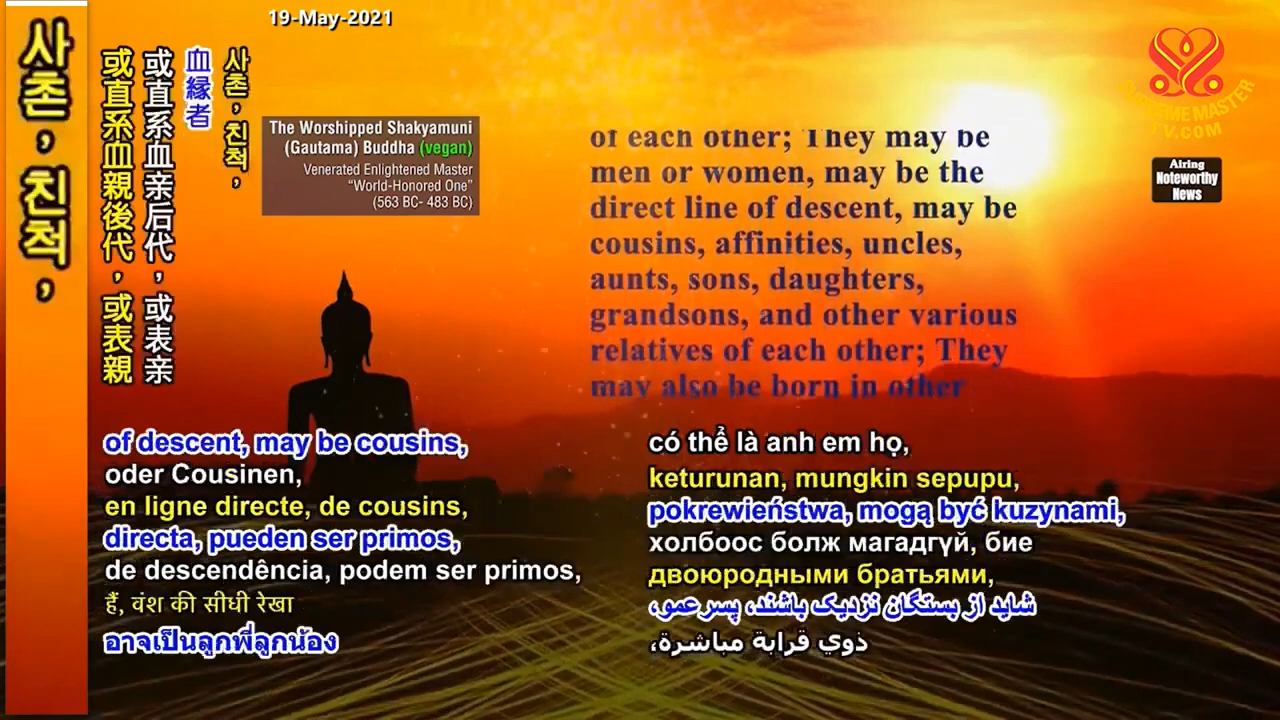 19-May-2021
사촌, 친척,
或直系血親後代，或表親
或直系血亲后代，或表亲
血縁者
사촌, 친척,
The Worshipped Shakyamuni
(Gautama) Buddha (vegan)
Venerated Enlightened Master
“World-Honored One”
(563 BC- 483 BC)
of each other; They may be
men or women, may be the
direct line of descent, may be
cousins, affinities, uncles,
aunts, sons, daughters,
grandsons, and other various
relatives of each other; They
may also be born in other
SUPREME MASTER
TV.COM
Airing
Noteworthy
News
of descent, may be cousins,
oder Cousinen,
en ligne directe, de cousins,
directa, pueden ser primos,
de descendência, podem ser primos,
हैं, वंश की सीधी रेखा
อาจเป็นลูกพี่ลูกน้อง
có thể là anh em họ,
keturunan, mungkin sepupu,
pokrewieństwa, mogą być kuzynami,
холбоос болж магадгүй, бие
двоюродными братьями,
شاید از بستگان نزدیک باشند، پسرعمو،
ذوي قرابة مباشرة،